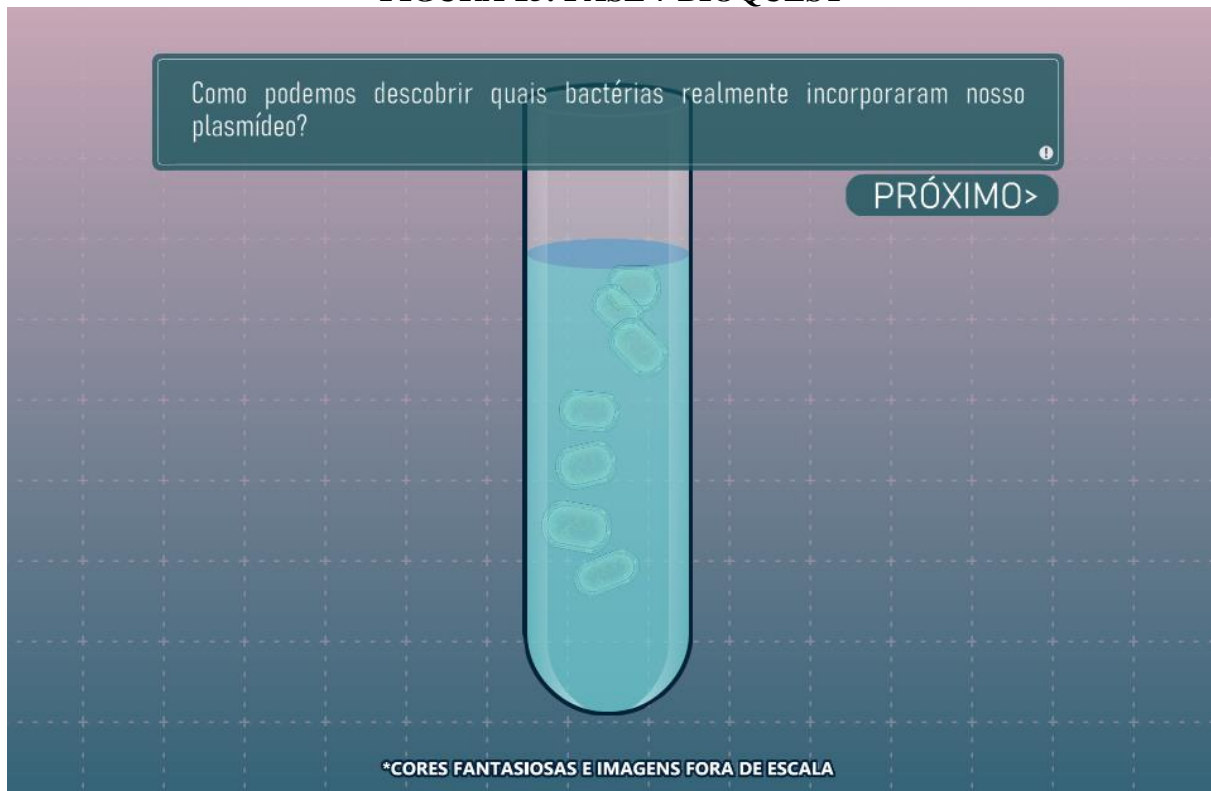 Como podemos descobrir quais bactérias realmente incorporaram nosso
plasmídeo?
PRÓXIMO>
*CORES FANTASIOSAS E IMAGENS FORA DE ESCALA